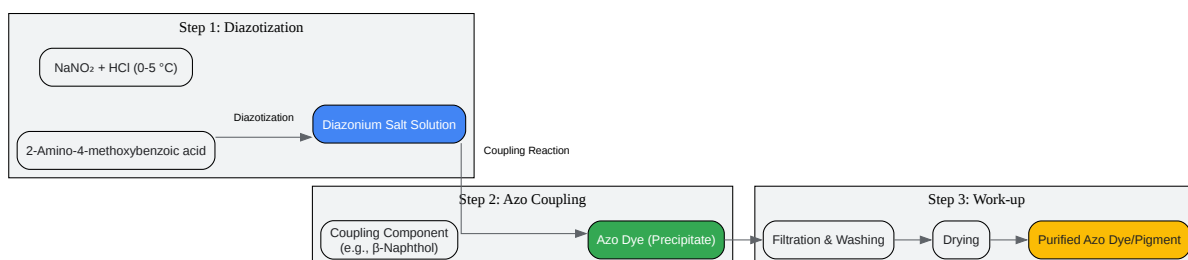 Step 1: Diazotization
NaNO₂ + HCl (0-5 °C)
Diazotization
Diazonium Salt Solution
2-Amino-4-methoxybenzoic acid
Coupling Reaction
Step 2: Azo Coupling
Coupling Component
(e.g., β-Naphthol)
Azo Dye (Precipitate)
Step 3: Work-up
Filtration & Washing
Drying
Purified Azo Dye/Pigment